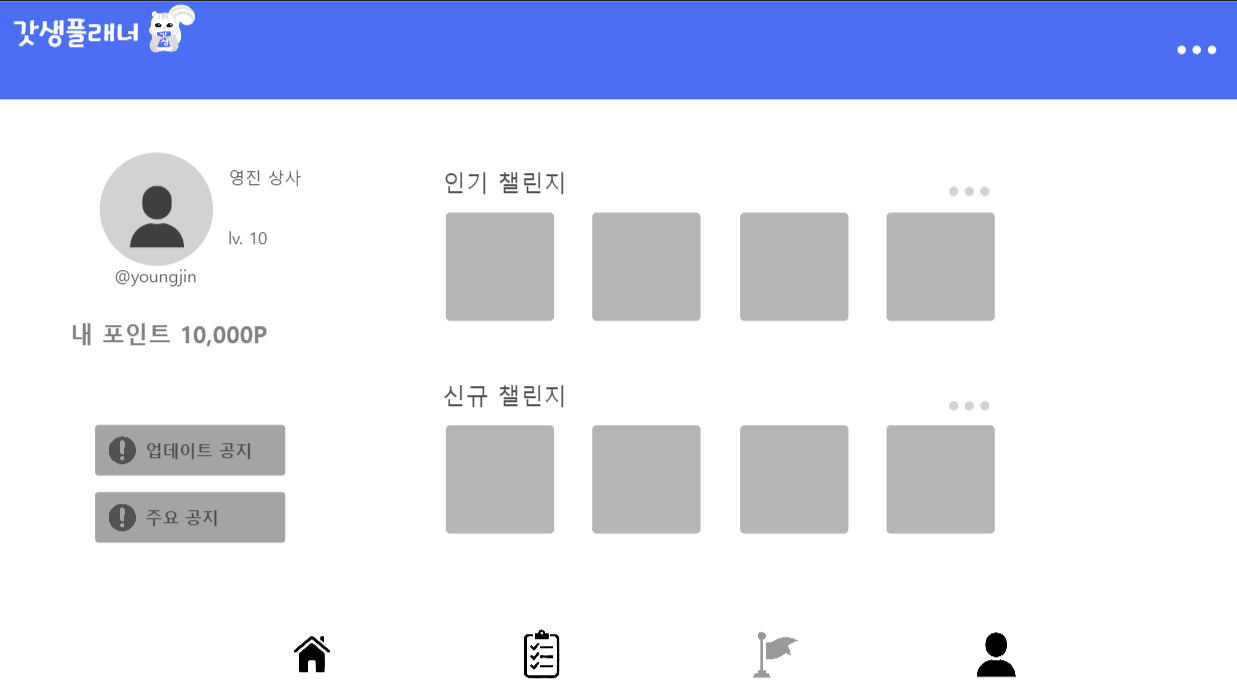 갓생플래너
영진 상사
lv. 10
@youngjin
내 포인트 10,000P
업데이트 공지
주요 공지
인기 챌린지
신규 챌린지